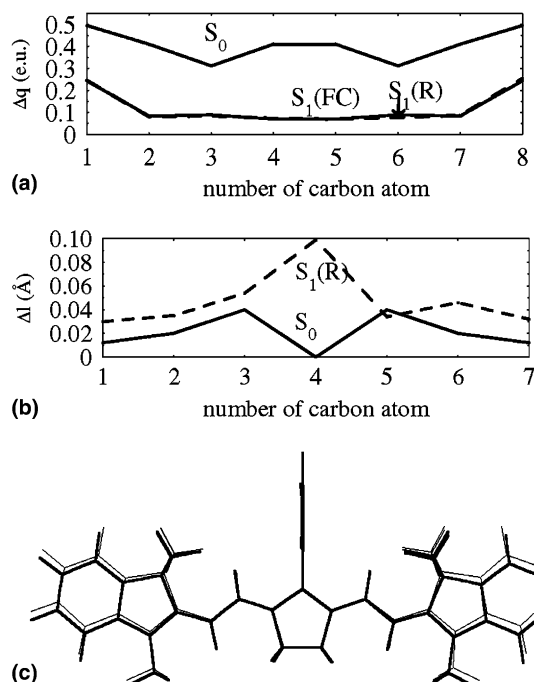 0.5
0.4
0.3
0.2
0.1
0
Δq (e.u.)
S0
S1(FC)
S1(R)
1 2 3 4 5 6 7 8
(a)
number of carbon atom
0.10
0.08
0.06
0.04
0.02
0
Δl (Å)
S1(R)
S0
1 2 3 4 5 6 7
(b)
number of carbon atom
(c)